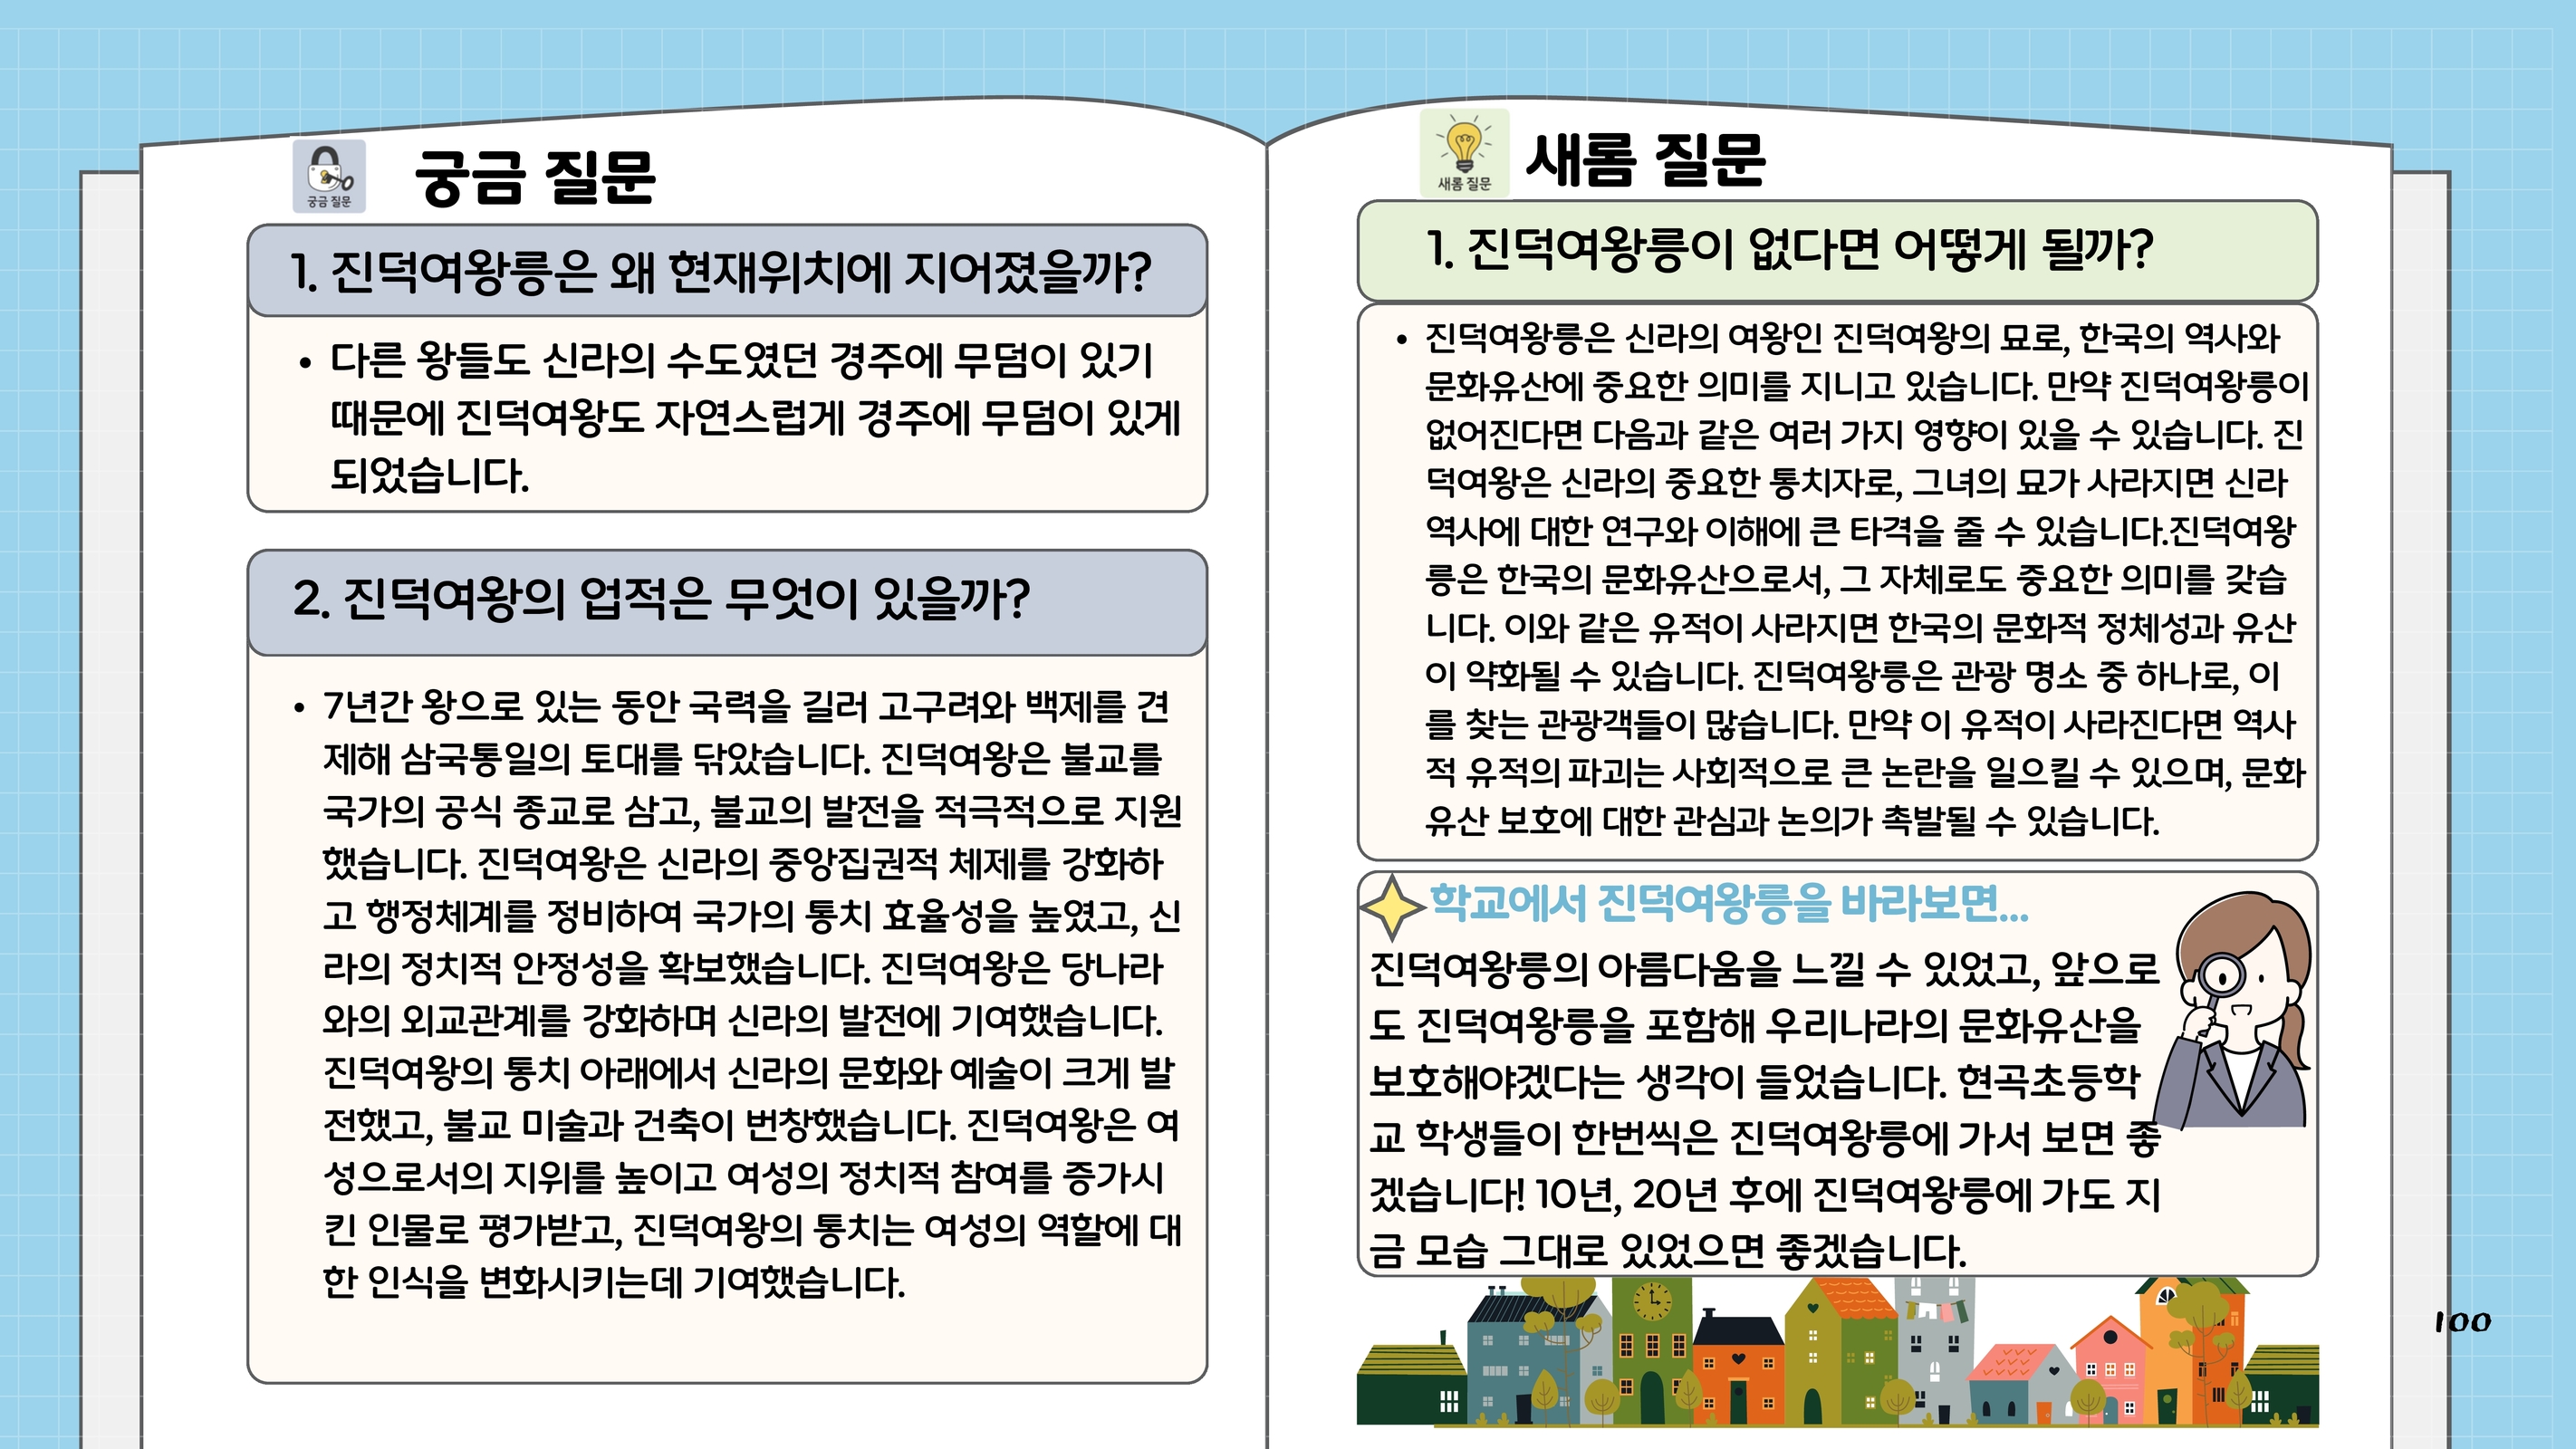 궁금 질문
궁금 질문
1. 진덕여왕릉은 왜 현재위치에 지어졌을까?
• 다른 왕들도 신라의 수도였던 경주에 무덤이 있기
때문에 진덕여왕도 자연스럽게 경주에 무덤이 있게
되었습니다.
2. 진덕여왕의 업적은 무엇이 있을까?
• 7년간 왕으로 있는 동안 국력을 길러 고구려와 백제를 견
제해 삼국통일의 토대를 닦았습니다. 진덕여왕은 불교를
국가의 공식 종교로 삼고, 불교의 발전을 적극적으로 지원
했습니다. 진덕여왕은 신라의 중앙집권적 체제를 강화하
고 행정체계를 정비하여 국가의 통치 효율성을 높였고, 신
라의 정치적 안정성을 확보했습니다. 진덕여왕은 당나라
와의 외교관계를 강화하며 신라의 발전에 기여했습니다.
진덕여왕의 통치 아래에서 신라의 문화와 예술이 크게 발
전했고, 불교 미술과 건축이 번창했습니다. 진덕여왕은 여
성으로서의 지위를 높이고 여성의 정치적 참여를 증가시
킨 인물로 평가받고, 진덕여왕의 통치는 여성의 역할에 대
한 인식을 변화시키는데 기여했습니다.
새롬 질문
새롬 질문
1. 진덕여왕릉이 없다면 어떻게 될까?
• 진덕여왕릉은 신라의 여왕인 진덕여왕의 묘로, 한국의 역사와
문화유산에 중요한 의미를 지니고 있습니다. 만약 진덕여왕릉이
없어진다면 다음과 같은 여러 가지 영향이 있을 수 있습니다. 진
덕여왕은 신라의 중요한 통치자로, 그녀의 묘가 사라지면 신라
역사에 대한 연구와 이해에 큰 타격을 줄 수 있습니다.진덕여왕
릉은 한국의 문화유산으로서, 그 자체로도 중요한 의미를 갖습
니다. 이와 같은 유적이 사라지면 한국의 문화적 정체성과 유산
이 약화될 수 있습니다. 진덕여왕릉은 관광 명소 중 하나로, 이
를 찾는 관광객들이 많습니다. 만약 이 유적이 사라진다면 역사
적 유적의 파괴는 사회적으로 큰 논란을 일으킬 수 있으며, 문화
유산 보호에 대한 관심과 논의가 촉발될 수 있습니다.
학교에서 진덕여왕릉을 바라보면...
진덕여왕릉의 아름다움을 느낄 수 있었고, 앞으로
도 진덕여왕릉을 포함해 우리나라의 문화유산을
보호해야겠다는 생각이 들었습니다. 현곡초등학
교 학생들이 한번씩은 진덕여왕릉에 가서 보면 좋
겠습니다! 10년, 20년 후에 진덕여왕릉에 가도 지
금 모습 그대로 있었으면 좋겠습니다.
100